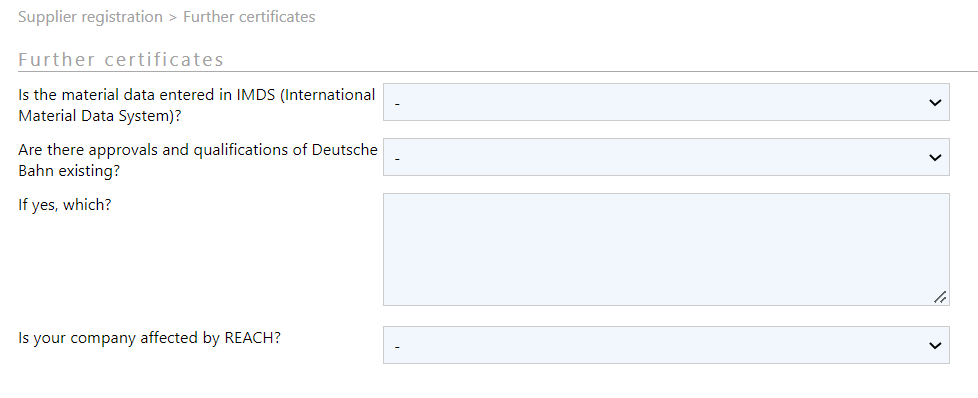 Supplier registration > Further certificates
Further certificates
Is the material data entered in IMDS (International
Material Data System)?
-
Are there approvals and qualifications of Deutsche
Bahn existing?
-
If yes, which?
Is your company affected by REACH?
-